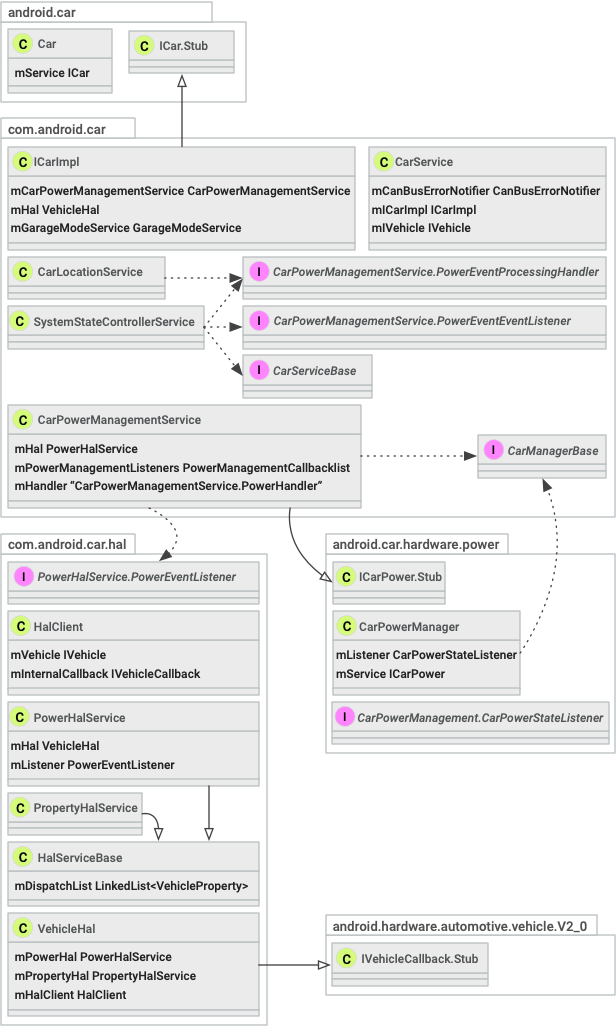 android.car
C Car
mService ICar
C ICar.Stub
com.android.car
C ICarImpl
mCarPowerManagementService CarPowerManagementService
mHal VehicleHal
mGarageModeService GarageModeService
C CarService
mCanBusErrorNotifier CanBusErrorNotifier
mICarImpl ICarImpl
mIVehicle IVehicle
C CarLocationService
I CarPowerManagementService.PowerEventProcessingHandler
C SystemStateControllerService
I CarPowerManagementService.PowerEventEventListener
I CarServiceBase
C CarPowerManagementService
mHal PowerHalService
mPowerManagementListeners PowerManagementCallbacklist
mHandler “CarPowerManagementService.PowerHandler”
I CarManagerBase
com.android.car.hal
I PowerHalService.PowerEventListener
C HalClient
mVehicle IVehicle
mInternalCallback IVehicleCallback
C PowerHalService
mHal VehicleHal
mListener PowerEventListener
C PropertyHalService
C HalServiceBase
mDispatchList LinkedList<VehicleProperty>
C VehicleHal
mPowerHal PowerHalService
mPropertyHal PropertyHalService
mHalClient HalClient
android.car.hardware.power
C ICarPower.Stub
C CarPowerManager
mListener CarPowerStateListener
mService ICarPower
I CarPowerManagement.CarPowerStateListener
android.hardware.automotive.vehicle.V2_0
C IVehicleCallback.Stub